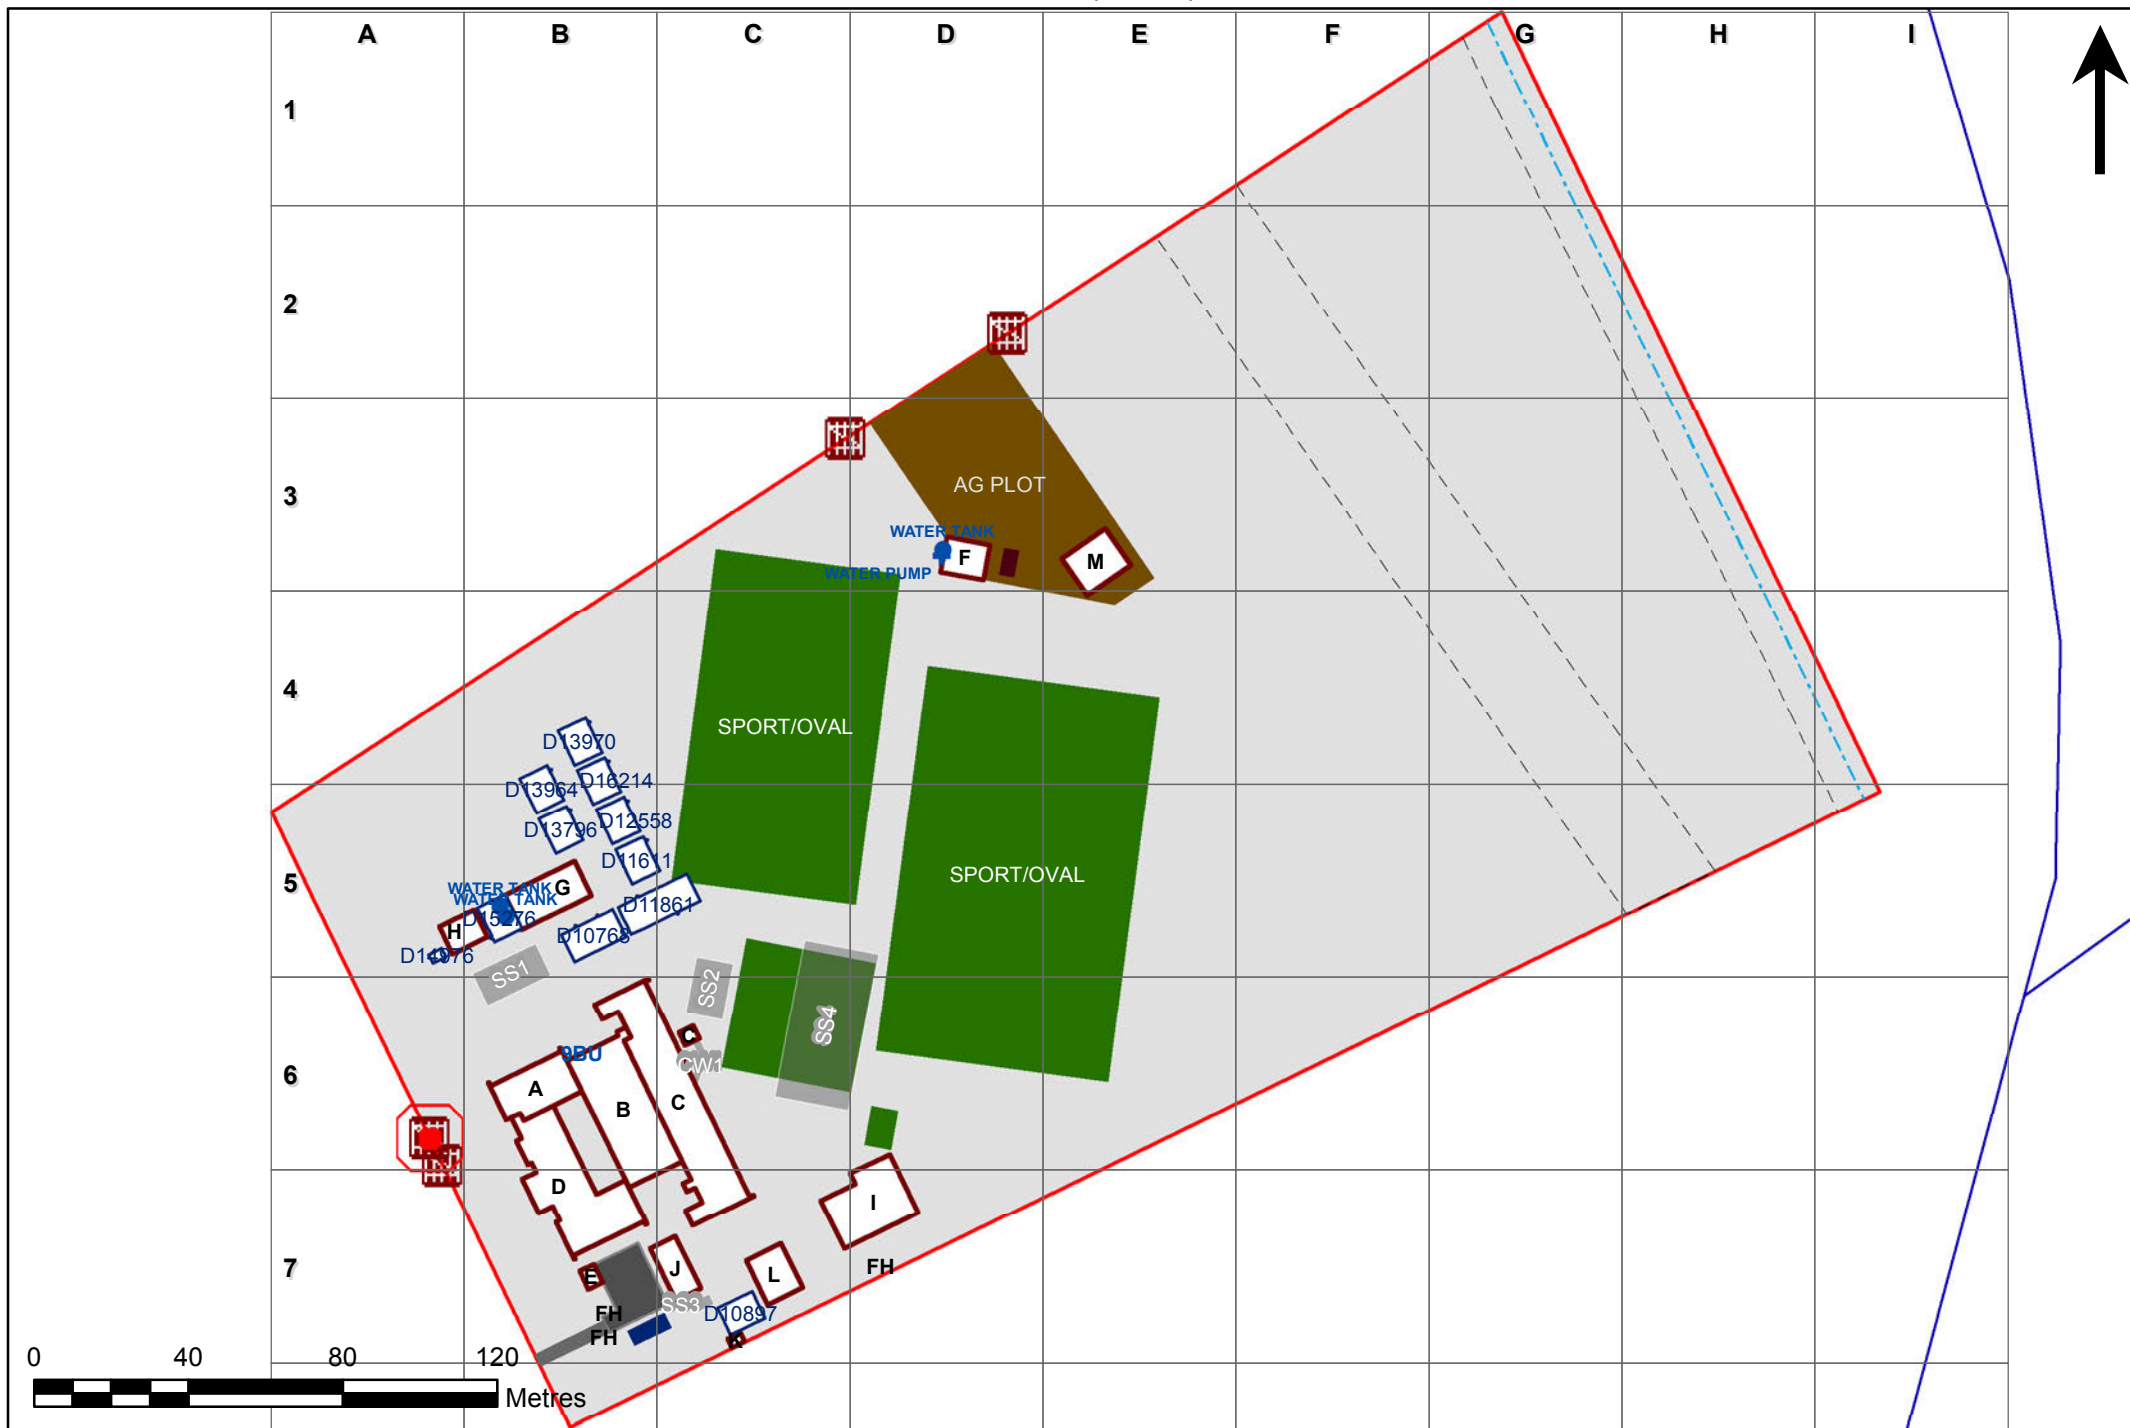 A B C D E F G H I
1
2
3
AG PLOT
WATER TANK
F
M
WATER PUMP
4
SPORT/OVAL
D13970
D16214
D13964
D12558
D13796
D11611
5
SPORT/OVAL
WATER TANK
G
WATER TANK
D11861
D15276
H
D10768
D14976
SS1
SS2
SS4
C
9BU
CW1
6
A
B
C
D
I
7
FH
E
J
L
SS3
FH
D10897
FH
K
0 40 80 120
Metres